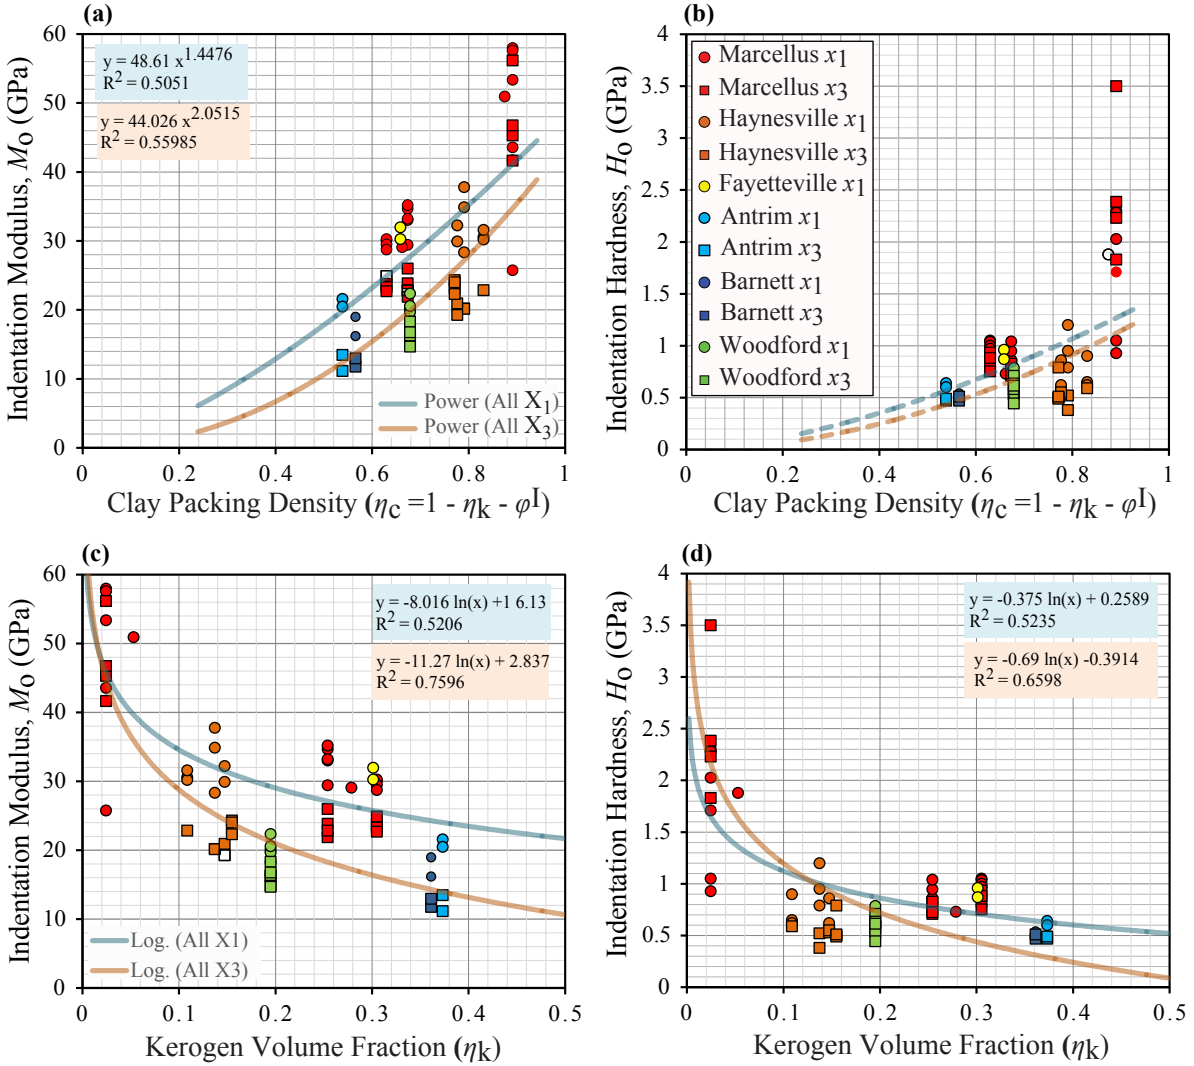 (a)
Indentation Modulus, Mo (GPa)
60
50
40
30
20
10
0
y = 48.61 x^1.4476
R² = 0.5051
y = 44.026 x^2.0515
R² = 0.55985
Power (All X1)
Power (All X3)
0 0.2 0.4 0.6 0.8 1
Clay Packing Density (ηc =1 - ηk - φI)
(b)
Indentation Hardness, Ho (GPa)
4
3.5
3
2.5
2
1.5
1
0.5
0
Marcellus x1
Marcellus x3
Haynesville x1
Haynesville x3
Fayetteville x1
Antrim x1
Antrim x3
Barnett x1
Barnett x3
Woodford x1
Woodford x3
0 0.2 0.4 0.6 0.8 1
Clay Packing Density (ηc =1 - ηk - φI)
(c)
Indentation Modulus, Mo (GPa)
60
50
40
30
20
10
0
y = -8.016 ln(x) +1 6.13
R² = 0.5206
y = -11.27 ln(x) + 2.837
R² = 0.7596
Log. (All X1)
Log. (All X3)
0 0.1 0.2 0.3 0.4 0.5
Kerogen Volume Fraction (ηk)
(d)
Indentation Hardness, Ho (GPa)
4
3.5
3
2.5
2
1.5
1
0.5
0
y = -0.375 ln(x) + 0.2589
R² = 0.5235
y = -0.69 ln(x) -0.3914
R² = 0.6598
0 0.1 0.2 0.3 0.4 0.5
Kerogen Volume Fraction (ηk)